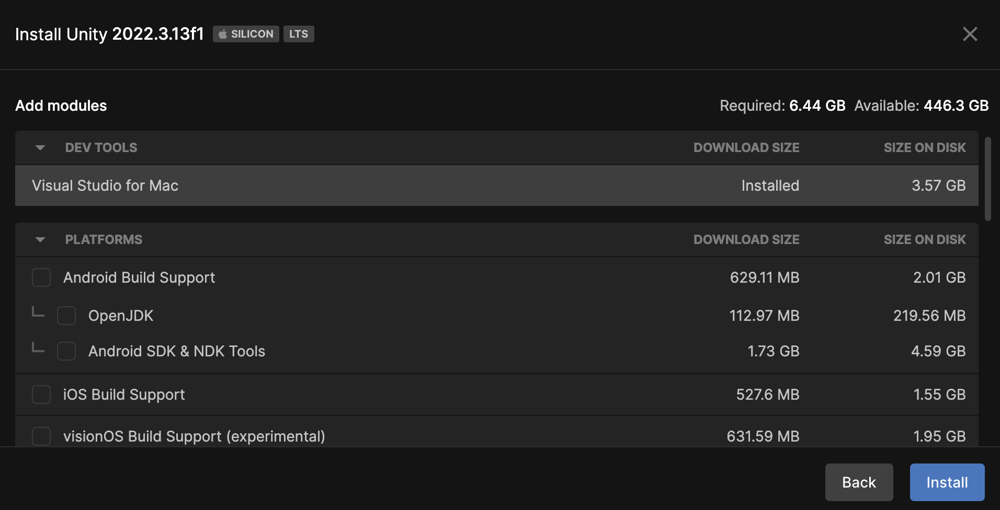 Install Unity 2022.3.13f1 SILICON LTS
Add modules Required: 6.44 GB Available: 446.3 GB
DEV TOOLS DOWNLOAD SIZE SIZE ON DISK
Visual Studio for Mac Installed 3.57 GB
PLATFORMS DOWNLOAD SIZE SIZE ON DISK
Android Build Support 629.11 MB 2.01 GB
OpenJDK 112.97 MB 219.56 MB
Android SDK & NDK Tools 1.73 GB 4.59 GB
iOS Build Support 527.6 MB 1.55 GB
visionOS Build Support (experimental) 631.59 MB 1.95 GB
Back Install